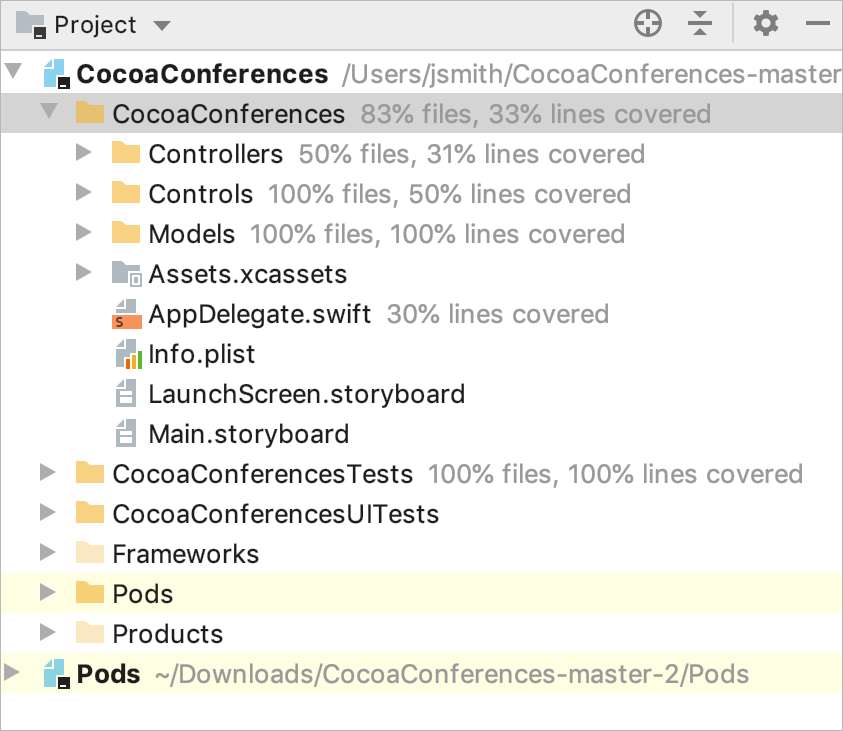 Project
CocoaConferences /Users/jsmith/CocoaConferences-master
CocoaConferences 83% files, 33% lines covered
Controllers 50% files, 31% lines covered
Controls 100% files, 50% lines covered
Models 100% files, 100% lines covered
Assets.xcassets
AppDelegate.swift 30% lines covered
Info.plist
LaunchScreen.storyboard
Main.storyboard
CocoaConferencesTests 100% files, 100% lines covered
CocoaConferencesUITests
Frameworks
Pods
Products
Pods ~/Downloads/CocoaConferences-master-2/Pods